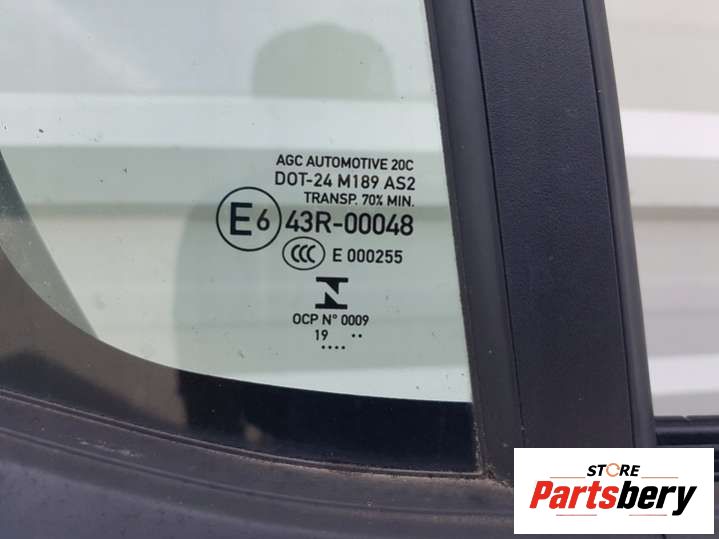 AGC AUTOMOTIVE 20C
DOT-24 M189 AS2
TRANSP. 70% MIN.
E6 43R-00048
CCC E 000255
N
OCP N° 0009
19 ..
....
STORE
Partsbery